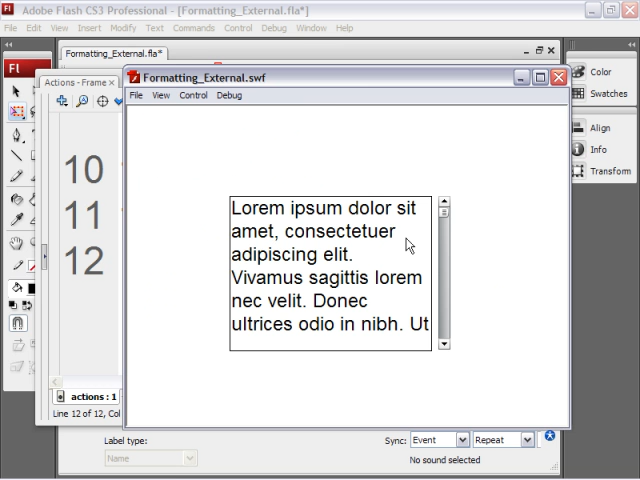 Adobe Flash CS3 Professional - [Formatting_External.fla*]
File Edit View Insert Modify Text Commands Control Debug Window Help
Formatting_External.fla*
Fl
Actions - Frame ×
Formatting_External.swf
File View Control Debug
Color
Swatches
Align
Info
Transform
10
11
12
Lorem ipsum dolor sit
amet, consectetuer
adipiscing elit.
Vivamus sagittis lorem
nec velit. Donec
ultrices odio in nibh. Ut
actions : 1
Line 12 of 12, Col
Label type:
Name
Sync: Event Repeat
No sound selected